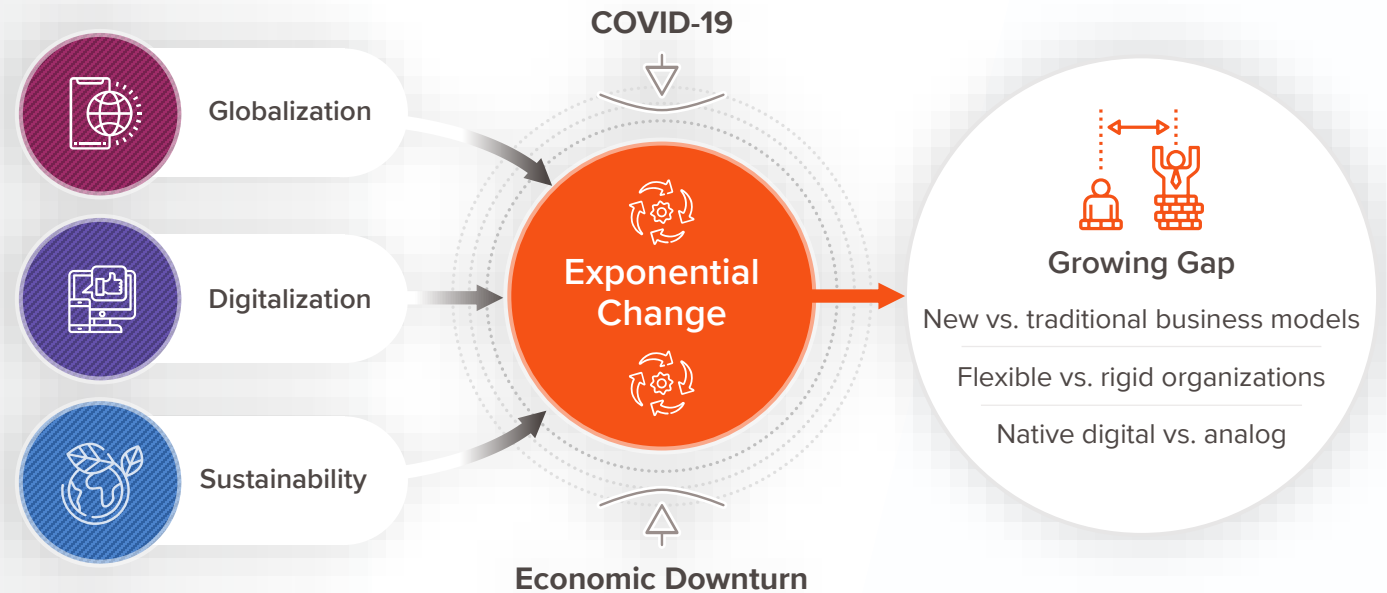 COVID-19
Globalization
Digitalization
Sustainability
Exponential
Change
Economic Downturn
Growing Gap
New vs. traditional business models
Flexible vs. rigid organizations
Native digital vs. analog